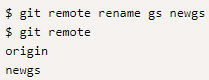 $ git remote rename gs newgs
$ git remote
origin
newgs